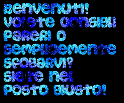 Benvenuti!
Volete consigli
pareri o
semplicemente
sfogarvi?
Siete nel
posto giusto!